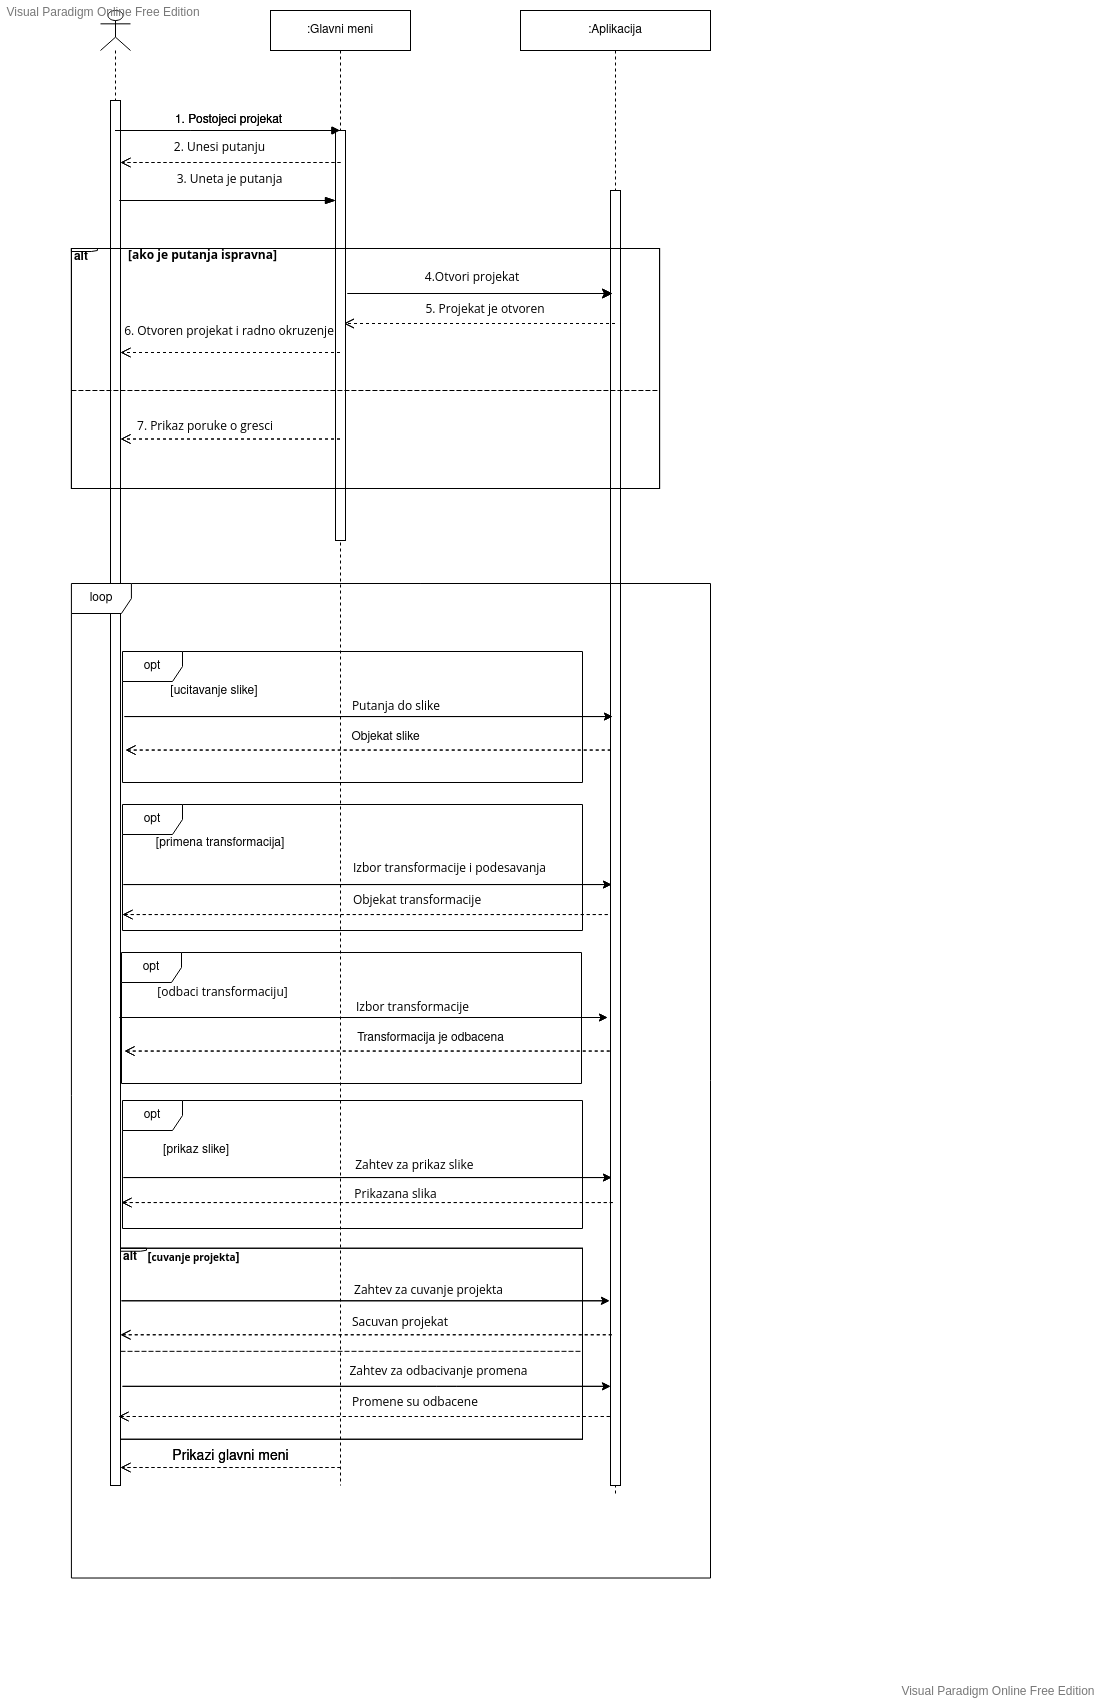 Visual Paradigm Online Free Edition
:Glavni meni
:Aplikacija
1. Postojeci projekat
2. Unesi putanju
3. Uneta je putanja
alt
[ako je putanja ispravna]
4.Otvori projekat
5. Projekat je otvoren
6. Otvoren projekat i radno okruzenje
7. Prikaz poruke o gresci
loop
opt
[ucitavanje slike]
Putanja do slike
Objekat slike
opt
[primena transformacija]
Izbor transformacije i podesavanja
Objekat transformacije
opt
[odbaci transformaciju]
Izbor transformacije
Transformacija je odbacena
opt
[prikaz slike]
Zahtev za prikaz slike
Prikazana slika
alt
[cuvanje projekta]
Zahtev za cuvanje projekta
Sacuvan projekat
Zahtev za odbacivanje promena
Promene su odbacene
Prikazi glavni meni
Visual Paradigm Online Free Edition